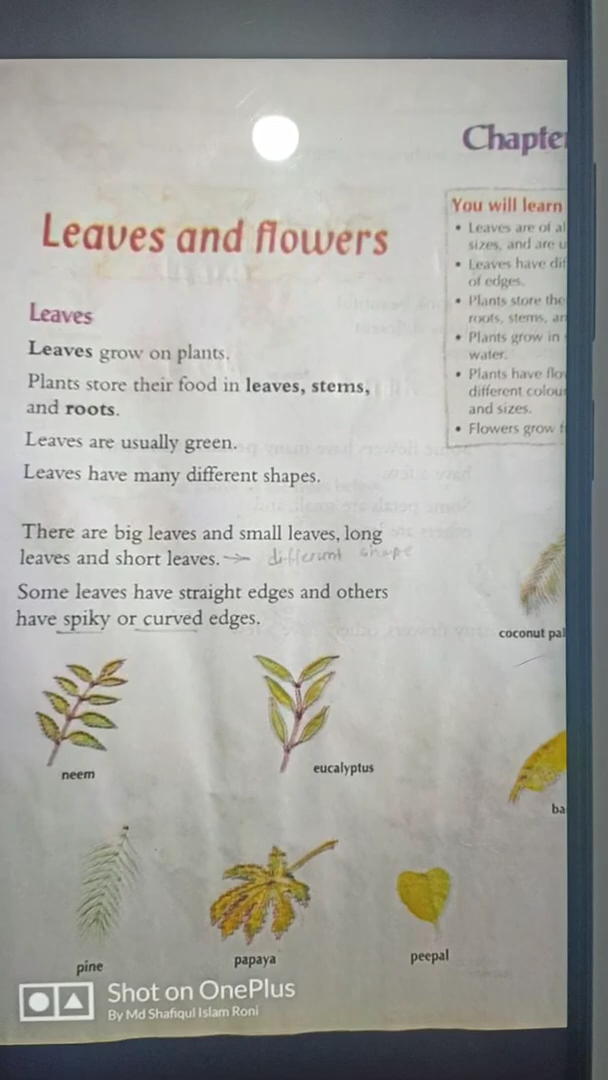 Chapter
Leaves and flowers
You will learn
• Leaves are of al
sizes, and are u
• Leaves have dif
of edges.
• Plants store the
roots, stems, an
• Plants grow in
water.
• Plants have flo
different colou
and sizes.
• Flowers grow f
Leaves
Leaves grow on plants.
Plants store their food in leaves, stems,
and roots.
Leaves are usually green.
Leaves have many different shapes.
There are big leaves and small leaves, long
leaves and short leaves. → different shape
Some leaves have straight edges and others
have spiky or curved edges.
coconut pal
neem
eucalyptus
ba
pine
papaya
peepal
Shot on OnePlus
By Md Shafiqul Islam Roni